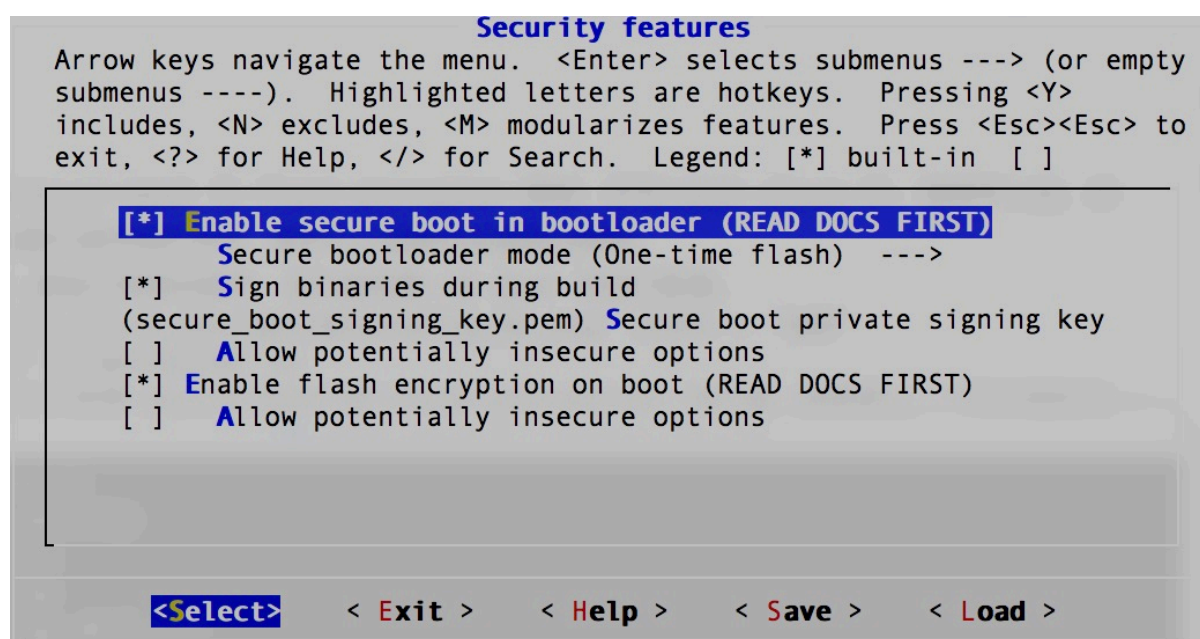 Security features
Arrow keys navigate the menu.  <Enter> selects submenus ---> (or empty
submenus ----).  Highlighted letters are hotkeys.  Pressing <Y>
includes, <N> excludes, <M> modularizes features.  Press <Esc><Esc> to
exit, <?> for Help, </> for Search.  Legend: [*] built-in  [ ]
[*] Enable secure boot in bootloader (READ DOCS FIRST)
Secure bootloader mode (One-time flash)  --->
[*]   Sign binaries during build
(secure_boot_signing_key.pem) Secure boot private signing key
[ ]   Allow potentially insecure options
[*] Enable flash encryption on boot (READ DOCS FIRST)
[ ]   Allow potentially insecure options
<Select>    < Exit >    < Help >    < Save >    < Load >